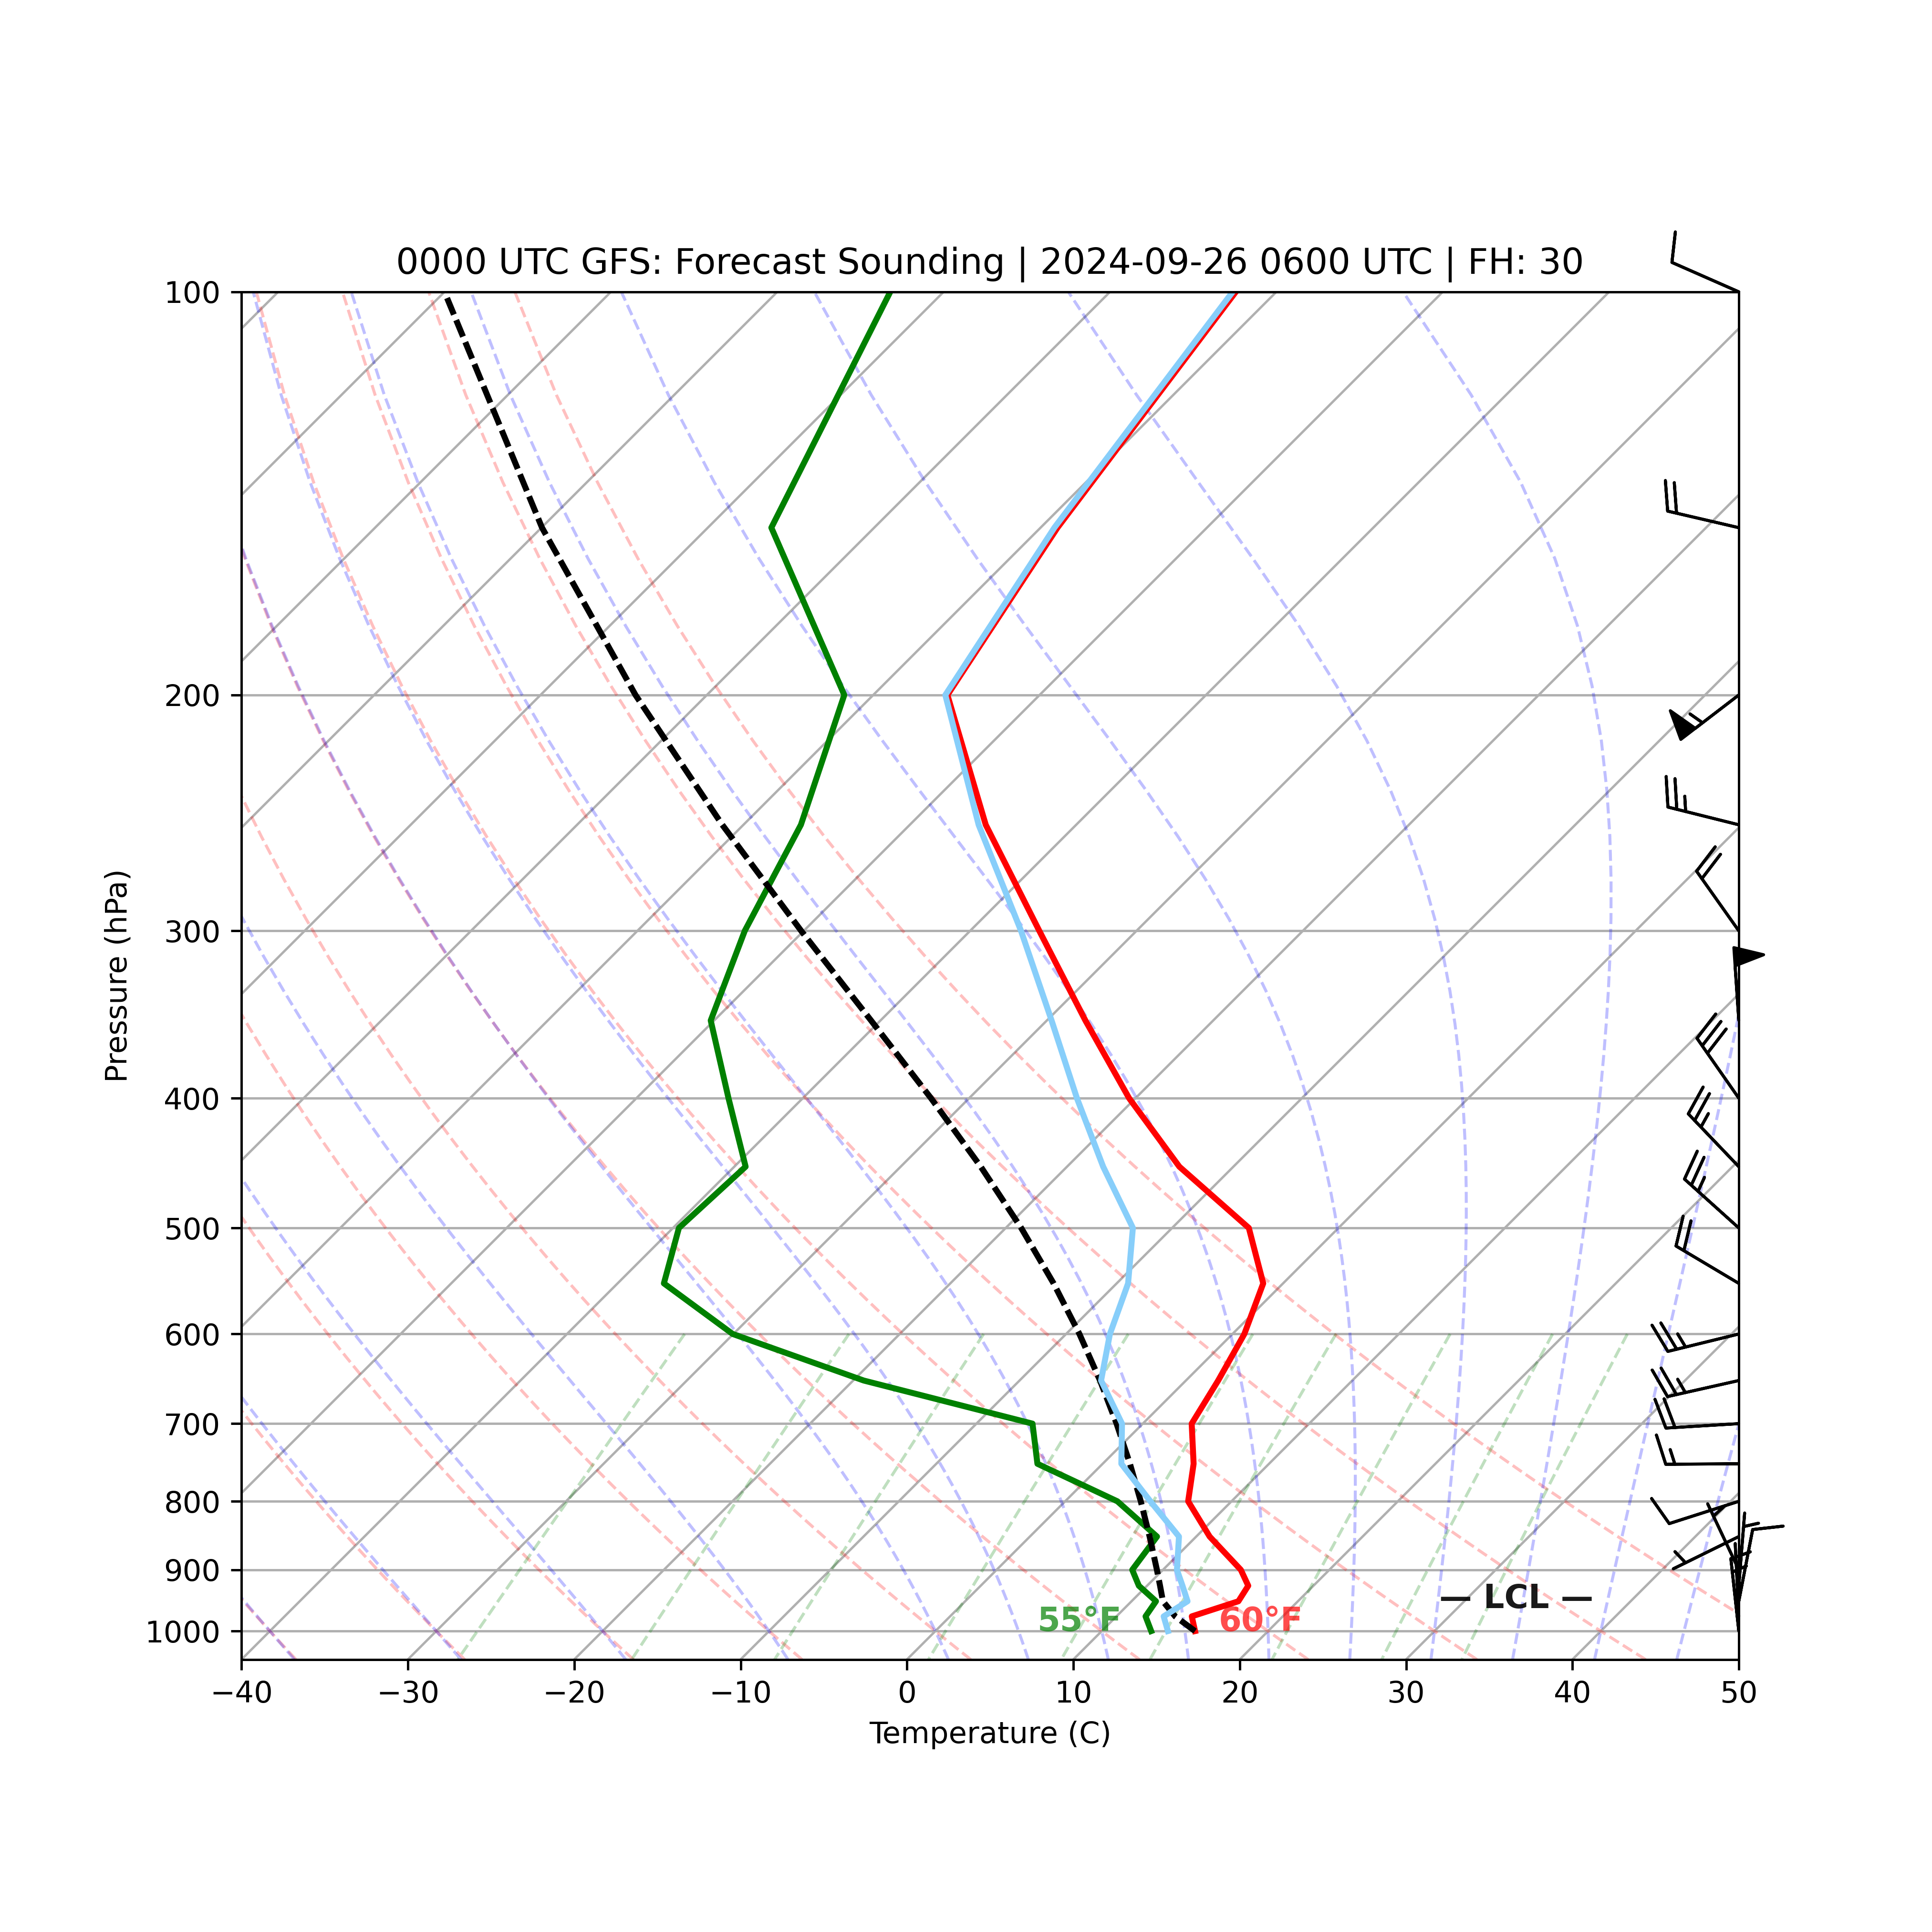 0000 UTC GFS: Forecast Sounding | 2024-09-26 0600 UTC | FH: 30
100
200
300
400
500
600
700
800
900
1000
Pressure (hPa)
55°F
60°F
— LCL —
−40 −30 −20 −10 0 10 20 30 40 50
Temperature (C)